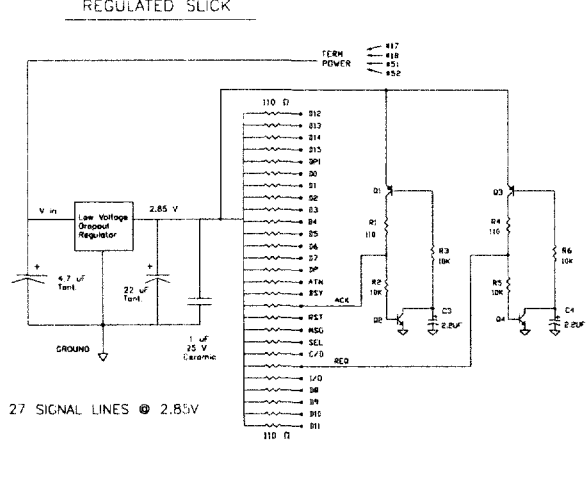 REGULATED SLICK
TERM
POWER
#17
#18
#51
#52
110 Ω
D12
D13
D14
D15
DP1
D0
D1
D2
D3
D4
D5
D6
D7
DP
ATN
BSY
ACK
RST
MSG
SEL
C/D
REQ
I/O
D8
D9
D10
D11
110 Ω
V in
Low Voltage
Dropout
Regulator
2.85 V
+
4.7 uF
Tant.
+
22 uF
Tant.
1 uF
25 V
Ceramic
GROUND
Q1
R1
110
R2
10K
R3
10K
Q2
C3
2.2UF
Q3
R4
110
R5
10K
R6
10K
Q4
C4
2.2UF
27 SIGNAL LINES @ 2.85V